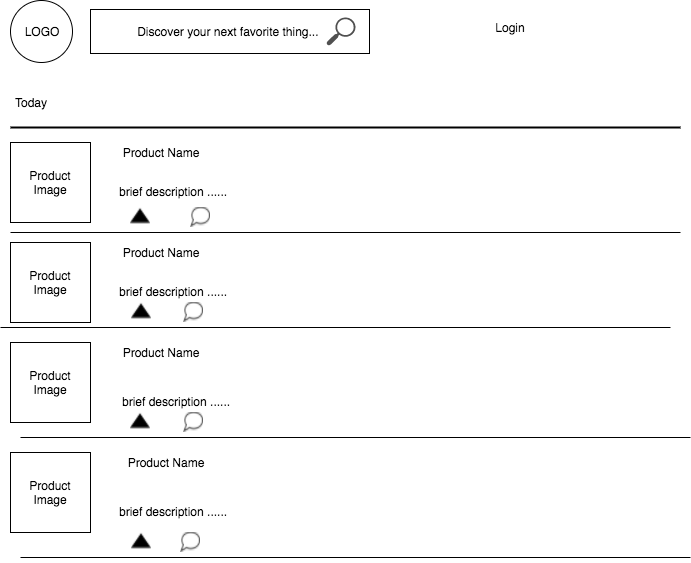 LOGO
Discover your next favorite thing...
Login
Today
Product
Image
Product Name
brief description ......
Product
Image
Product Name
brief description ......
Product
Image
Product Name
brief description ......
Product
Image
Product Name
brief description ......